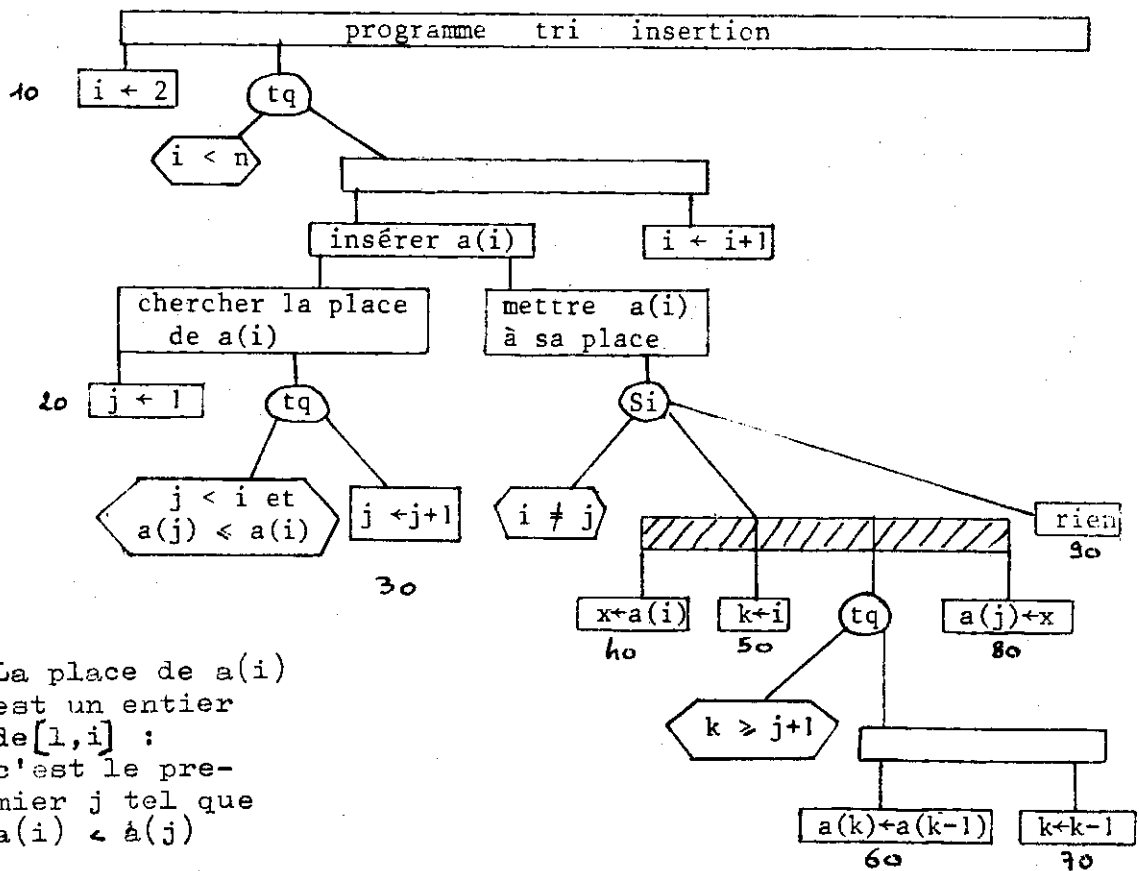 programme tri insertion
10
i ← 2
tq
i < n
insérer a(i)
i ← i+1
chercher la place
de a(i)
mettre a(i)
à sa place
20
j ← 1
tq
Si
j < i et
a(j) ⩽ a(i)
j ←j+1
i ≠ j
rien
90
30
x←a(i)
k←i
tq
a(j)←x
40
50
80
La place de a(i)
est un entier
de[1,i] :
c'est le pre-
mier j tel que
a(i) < a(j)
k ⩾ j+1
a(k)←a(k-1)
k←k-1
60
70